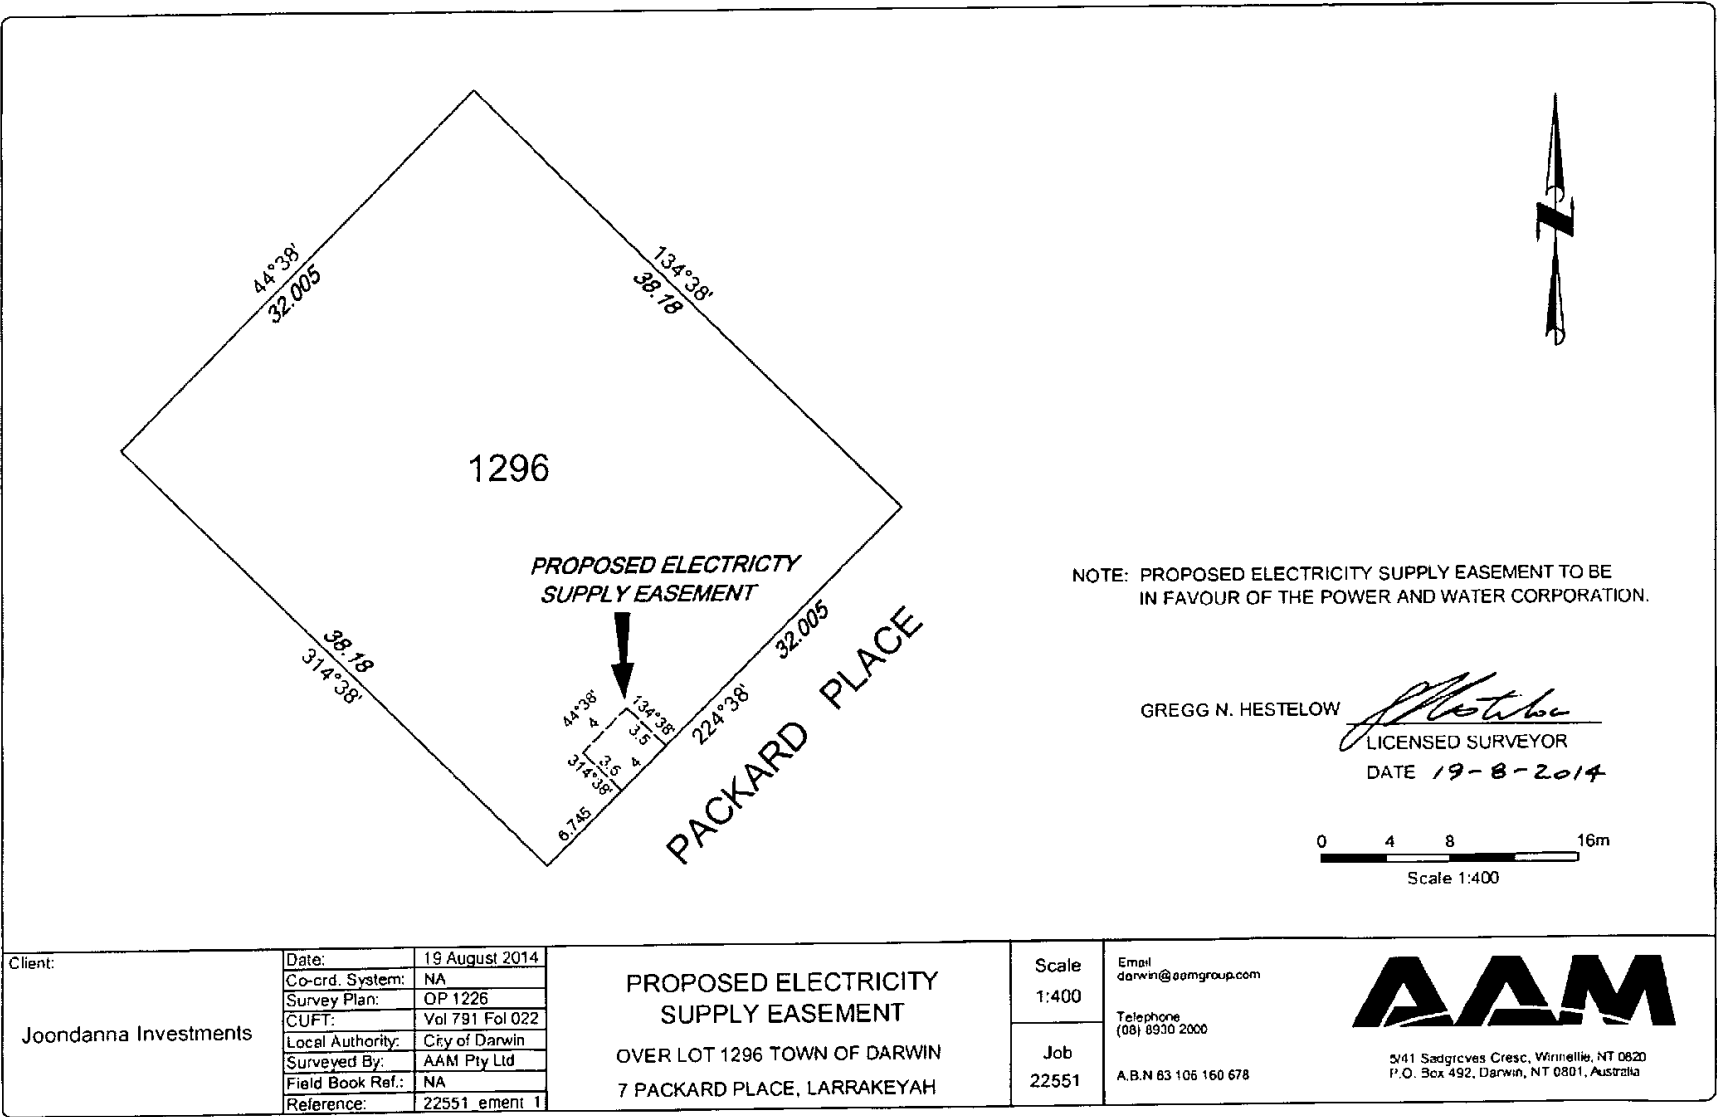 44°38'
32.005
134°38'
38.18
1296
PROPOSED ELECTRICTY
SUPPLY EASEMENT
38.18
314°38'
32.005
224°38'
PACKARD PLACE
44°38'
4
134°38'
3.5
314°38'
3.5
4
6.745
NOTE: PROPOSED ELECTRICITY SUPPLY EASEMENT TO BE
IN FAVOUR OF THE POWER AND WATER CORPORATION.
GREGG N. HESTELOW
LICENSED SURVEYOR
DATE 19-8-2014
0 4 8 16m
Scale 1:400
Client:
Joondanna Investments
Date: 19 August 2014
Co-ord. System: NA
Survey Plan: OP 1226
CUFT: Vol 791 Fol 022
Local Authority: City of Darwin
Surveyed By: AAM Pty Ltd
Field Book Ref.: NA
Reference: 22551_ement_1
PROPOSED ELECTRICITY
SUPPLY EASEMENT
OVER LOT 1296 TOWN OF DARWIN
7 PACKARD PLACE, LARRAKEYAH
Scale
1:400
Job
22551
Email
darwin@aamgroup.com
Telephone
(08) 8930 2000
A.B.N 63 106 160 678
AAM
5/41 Sadgroves Cresc, Winnellie, NT 0820
P.O. Box 492, Darwin, NT 0801, Australia